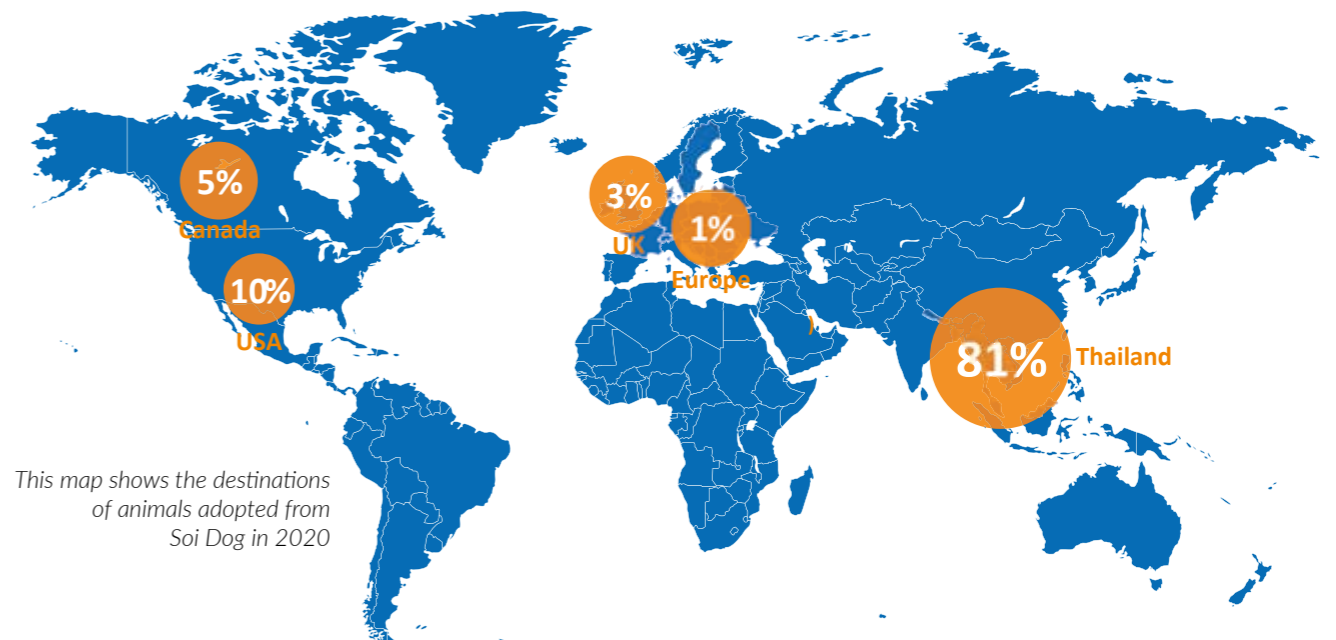 5%
Canada
10%
USA
3%
UK
1%
Europe
)
81%
Thailand
This map shows the destinations
of animals adopted from
Soi Dog in 2020